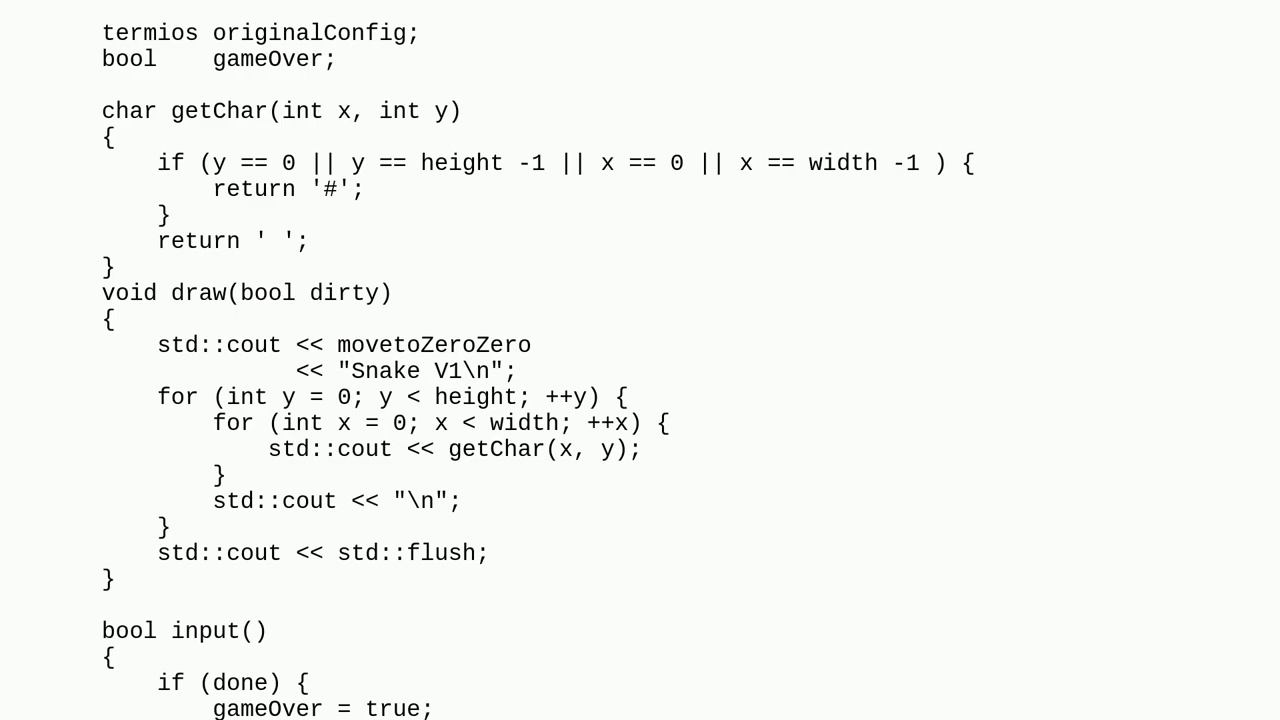 termios originalConfig;
bool    gameOver;

char getChar(int x, int y)
{
    if (y == 0 || y == height -1 || x == 0 || x == width -1 ) {
        return '#';
    }
    return ' ';
}
void draw(bool dirty)
{
    std::cout << movetoZeroZero
              << "Snake V1\n";
    for (int y = 0; y < height; ++y) {
        for (int x = 0; x < width; ++x) {
            std::cout << getChar(x, y);
        }
        std::cout << "\n";
    }
    std::cout << std::flush;
}

bool input()
{
    if (done) {
        gameOver = true;